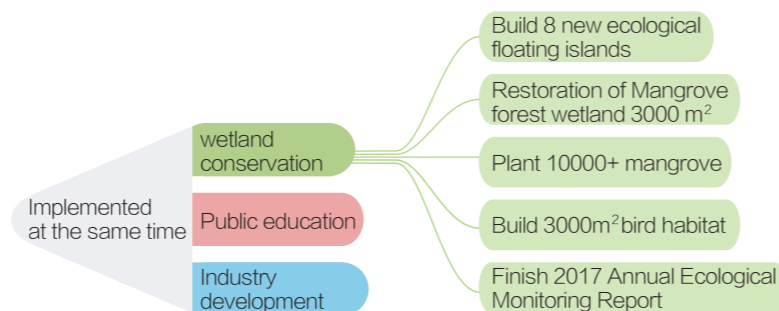 Implemented
at the same time
wetland
conservation
Public education
Industry
development
Build 8 new ecological
floating islands
Restoration of Mangrove
forest wetland 3000 m²
Plant 10000+ mangrove
Build 3000m² bird habitat
Finish 2017 Annual Ecological
Monitoring Report